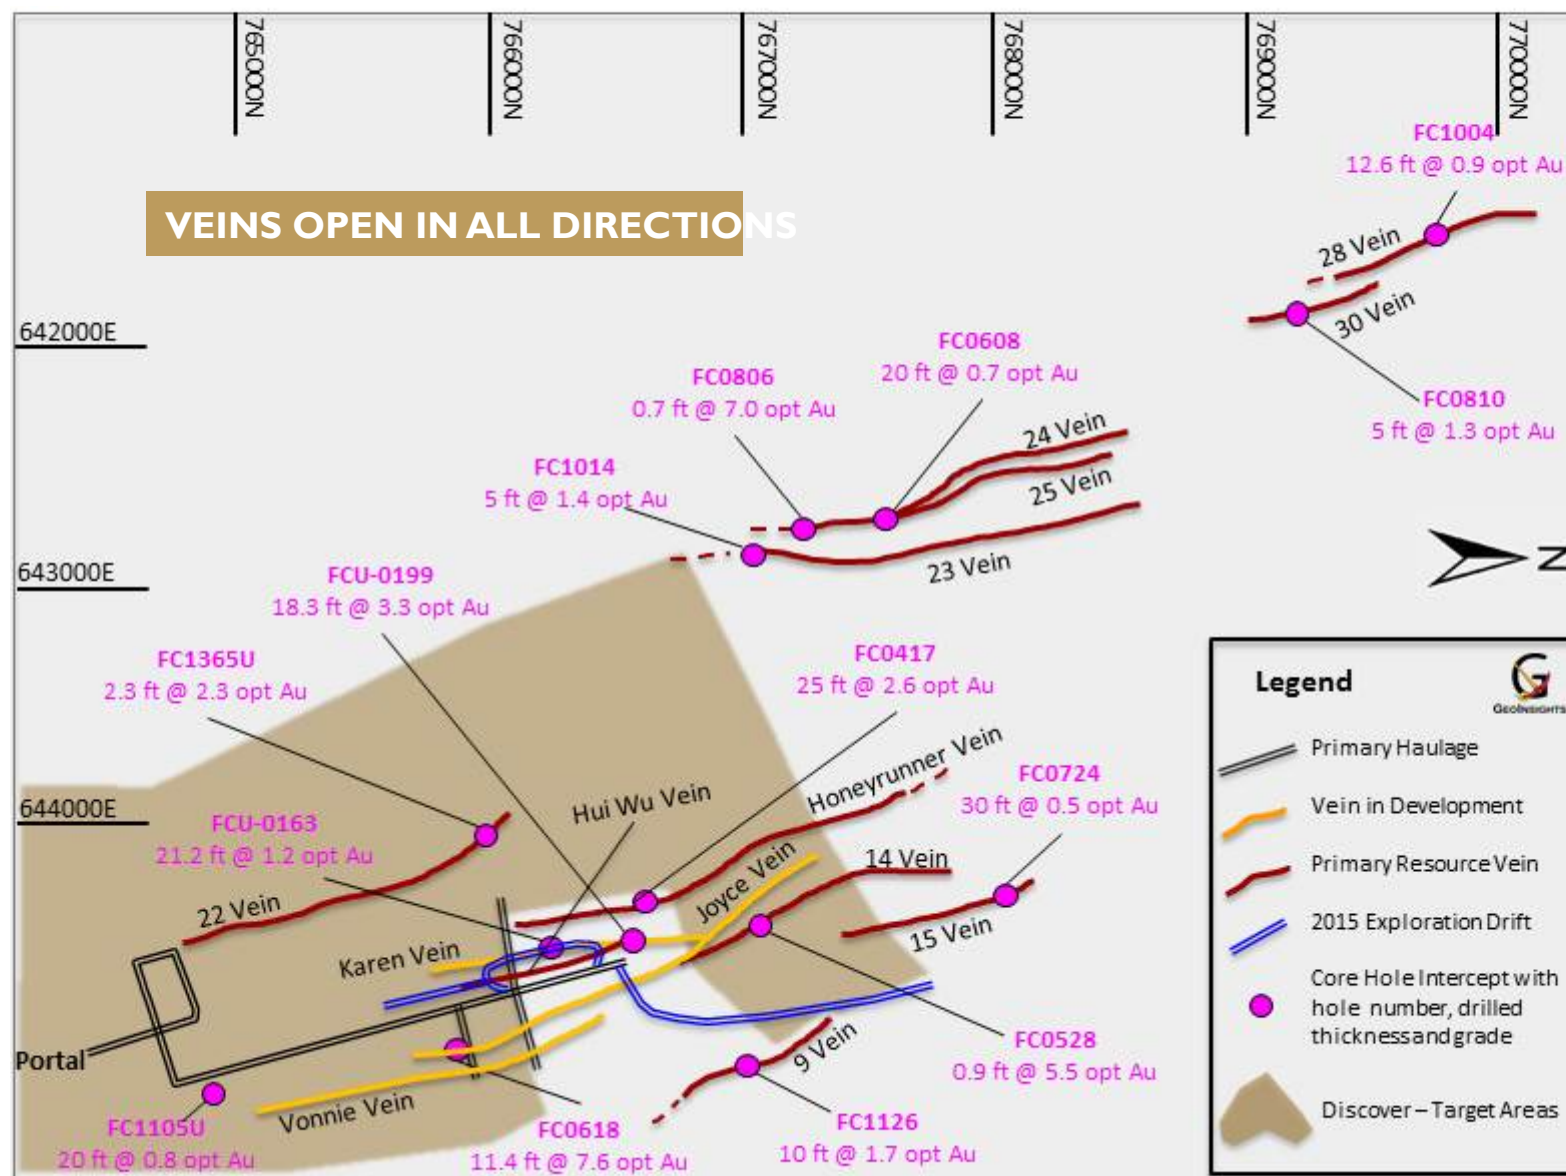 765000N
766000N
767000N
768000N
769000N
770000N
FC1004
12.6 ft @ 0.9 opt Au
VEINS OPEN IN ALL DIRECTIONS
28 Vein
30 Vein
642000E
FC0608
20 ft @ 0.7 opt Au
FC0806
0.7 ft @ 7.0 opt Au
FC0810
5 ft @ 1.3 opt Au
24 Vein
25 Vein
FC1014
5 ft @ 1.4 opt Au
23 Vein
N
643000E
FCU-0199
18.3 ft @ 3.3 opt Au
FC1365U
2.3 ft @ 2.3 opt Au
FC0417
25 ft @ 2.6 opt Au
Honeyrunner Vein
FC0724
30 ft @ 0.5 opt Au
644000E
Hui Wu Vein
FCU-0163
21.2 ft @ 1.2 opt Au
Joyce Vein
14 Vein
22 Vein
15 Vein
Karen Vein
Portal
9 Vein
FC0528
0.9 ft @ 5.5 opt Au
Vonnie Vein
FC1105U
20 ft @ 0.8 opt Au
FC0618
11.4 ft @ 7.6 opt Au
FC1126
10 ft @ 1.7 opt Au
Legend
G
GEOINSIGHTS
Primary Haulage
Vein in Development
Primary Resource Vein
2015 Exploration Drift
Core Hole Intercept with
hole number, drilled
thicknessandgrade
Discover – Target Areas